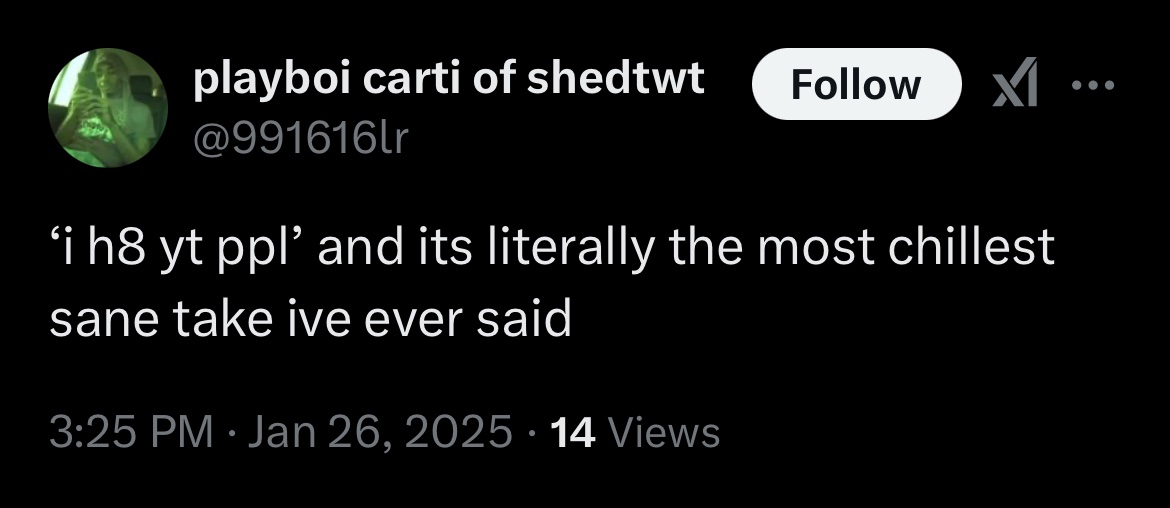 playboi carti of shedtwt
Follow
@991616lr
‘i h8 yt ppl’ and its literally the most chillest
sane take ive ever said
3:25 PM · Jan 26, 2025 · 14 Views